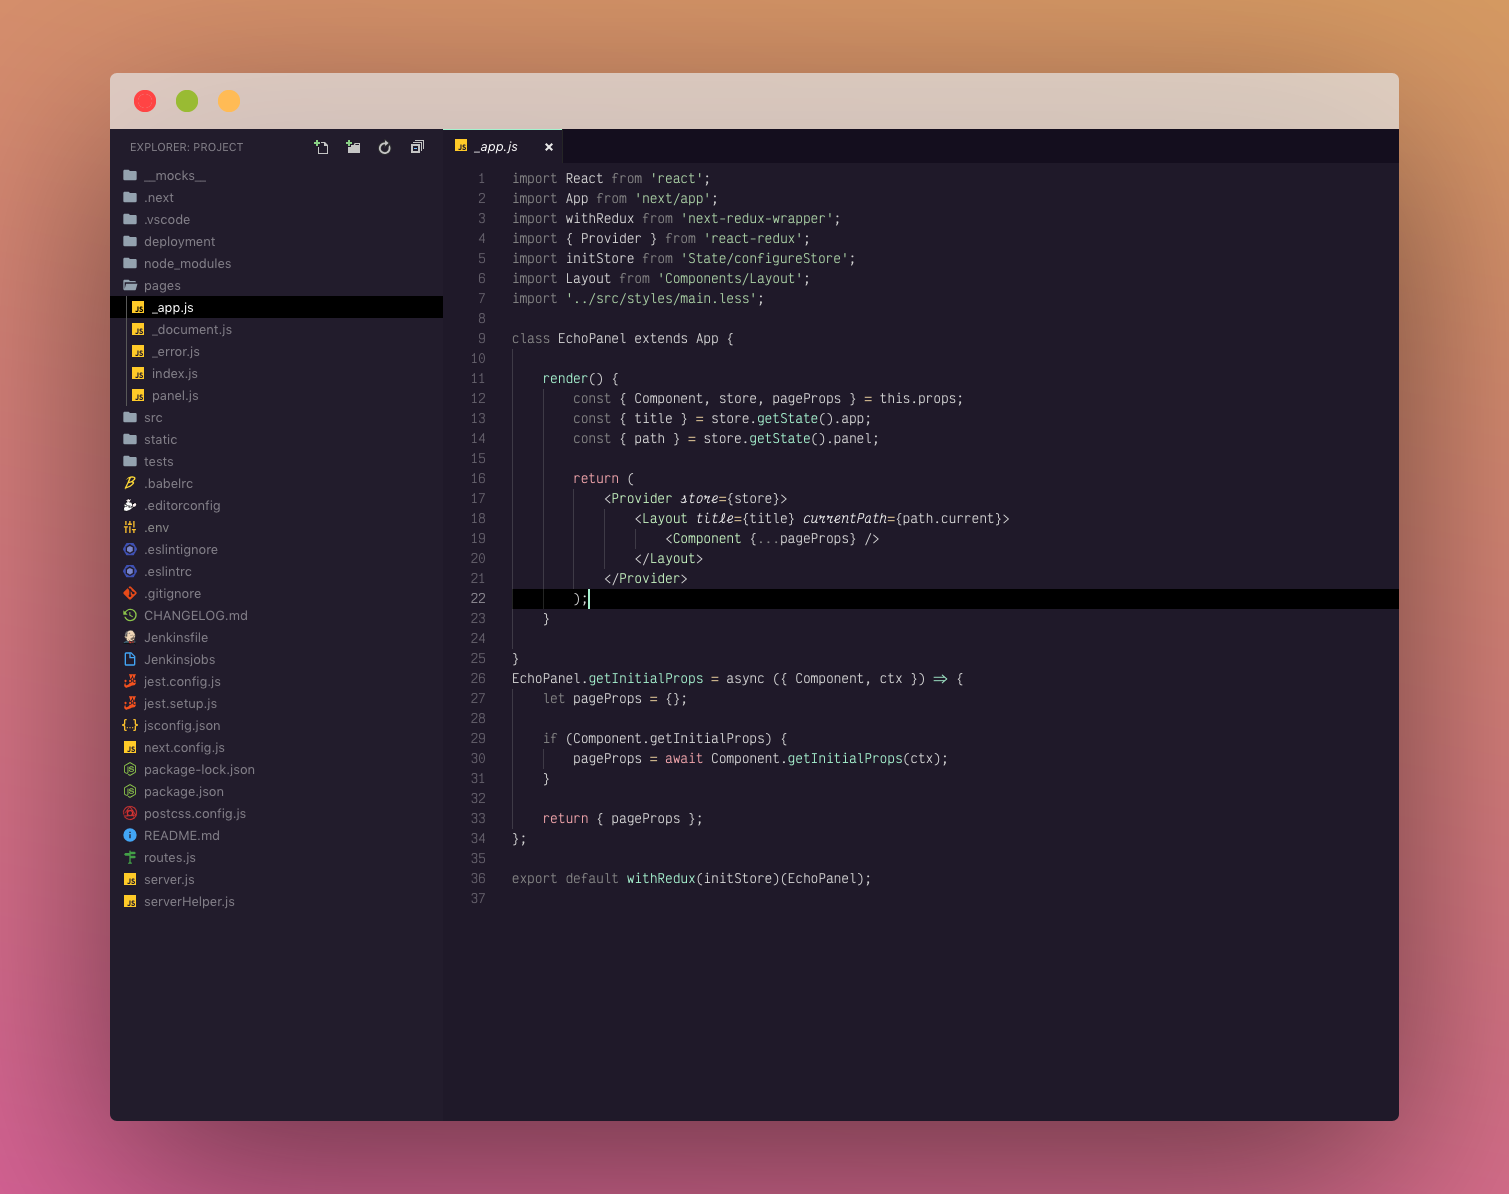 EXPLORER: PROJECT
__mocks__
.next
.vscode
deployment
node_modules
pages
_app.js
_document.js
_error.js
index.js
panel.js
src
static
tests
.babelrc
.editorconfig
.env
.eslintignore
.eslintrc
.gitignore
CHANGELOG.md
Jenkinsfile
Jenkinsjobs
jest.config.js
jest.setup.js
jsconfig.json
next.config.js
package-lock.json
package.json
postcss.config.js
README.md
routes.js
server.js
serverHelper.js
_app.js
1 import React from 'react';
2 import App from 'next/app';
3 import withRedux from 'next-redux-wrapper';
4 import { Provider } from 'react-redux';
5 import initStore from 'State/configureStore';
6 import Layout from 'Components/Layout';
7 import '../src/styles/main.less';
8
9 class EchoPanel extends App {
10
11     render() {
12         const { Component, store, pageProps } = this.props;
13         const { title } = store.getState().app;
14         const { path } = store.getState().panel;
15
16         return (
17             <Provider store={store}>
18                 <Layout title={title} currentPath={path.current}>
19                     <Component {...pageProps} />
20                 </Layout>
21             </Provider>
22         );
23     }
24
25 }
26 EchoPanel.getInitialProps = async ({ Component, ctx }) => {
27     let pageProps = {};
28
29     if (Component.getInitialProps) {
30         pageProps = await Component.getInitialProps(ctx);
31     }
32
33     return { pageProps };
34 };
35
36 export default withRedux(initStore)(EchoPanel);
37